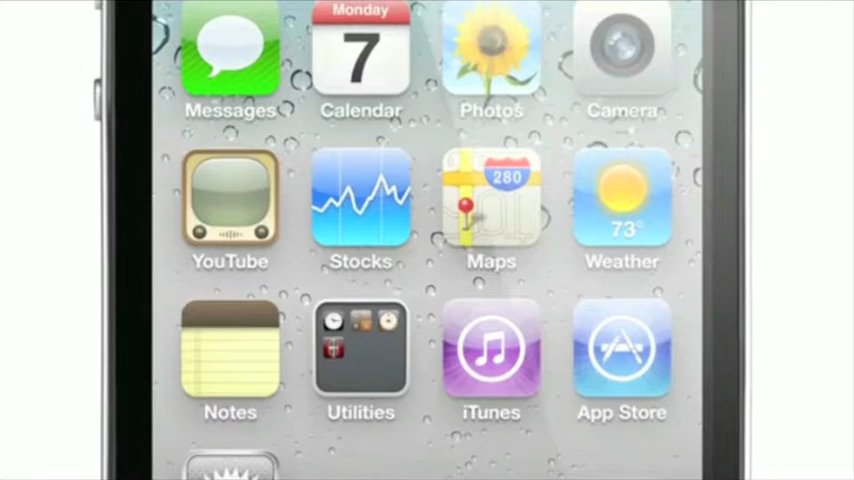 Monday
7
Messages Calendar Photos Camera
280
73°
YouTube Stocks Maps Weather
Notes Utilities iTunes App Store